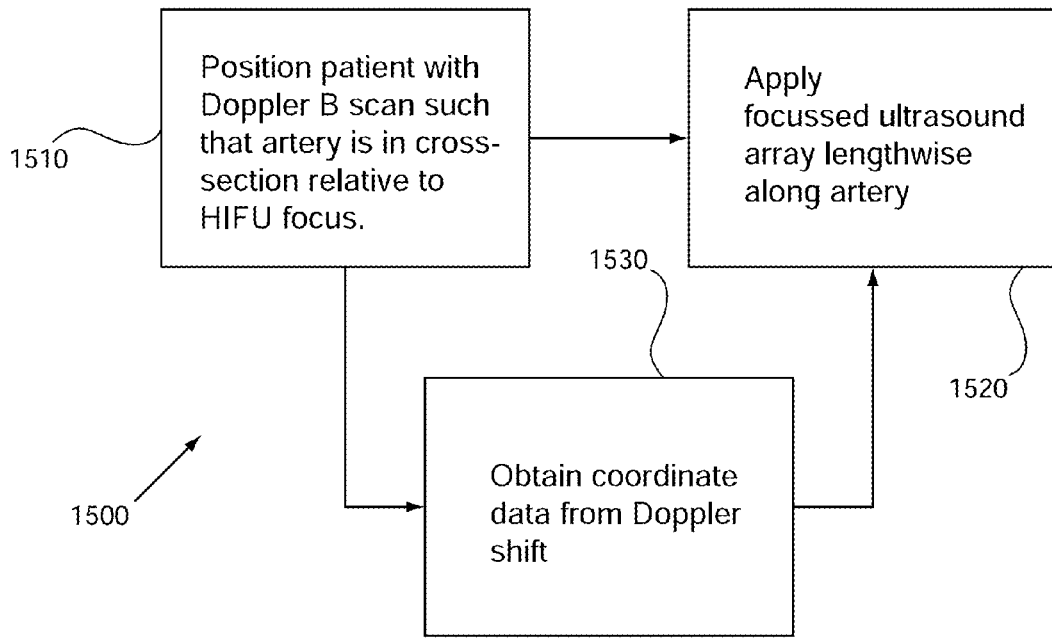 Position patient with
Doppler B scan such
that artery is in cross-
section relative to
HIFU focus.
1510
Apply
focussed ultrasound
array lengthwise
along artery
1530
1520
Obtain coordinate
data from Doppler
shift
1500